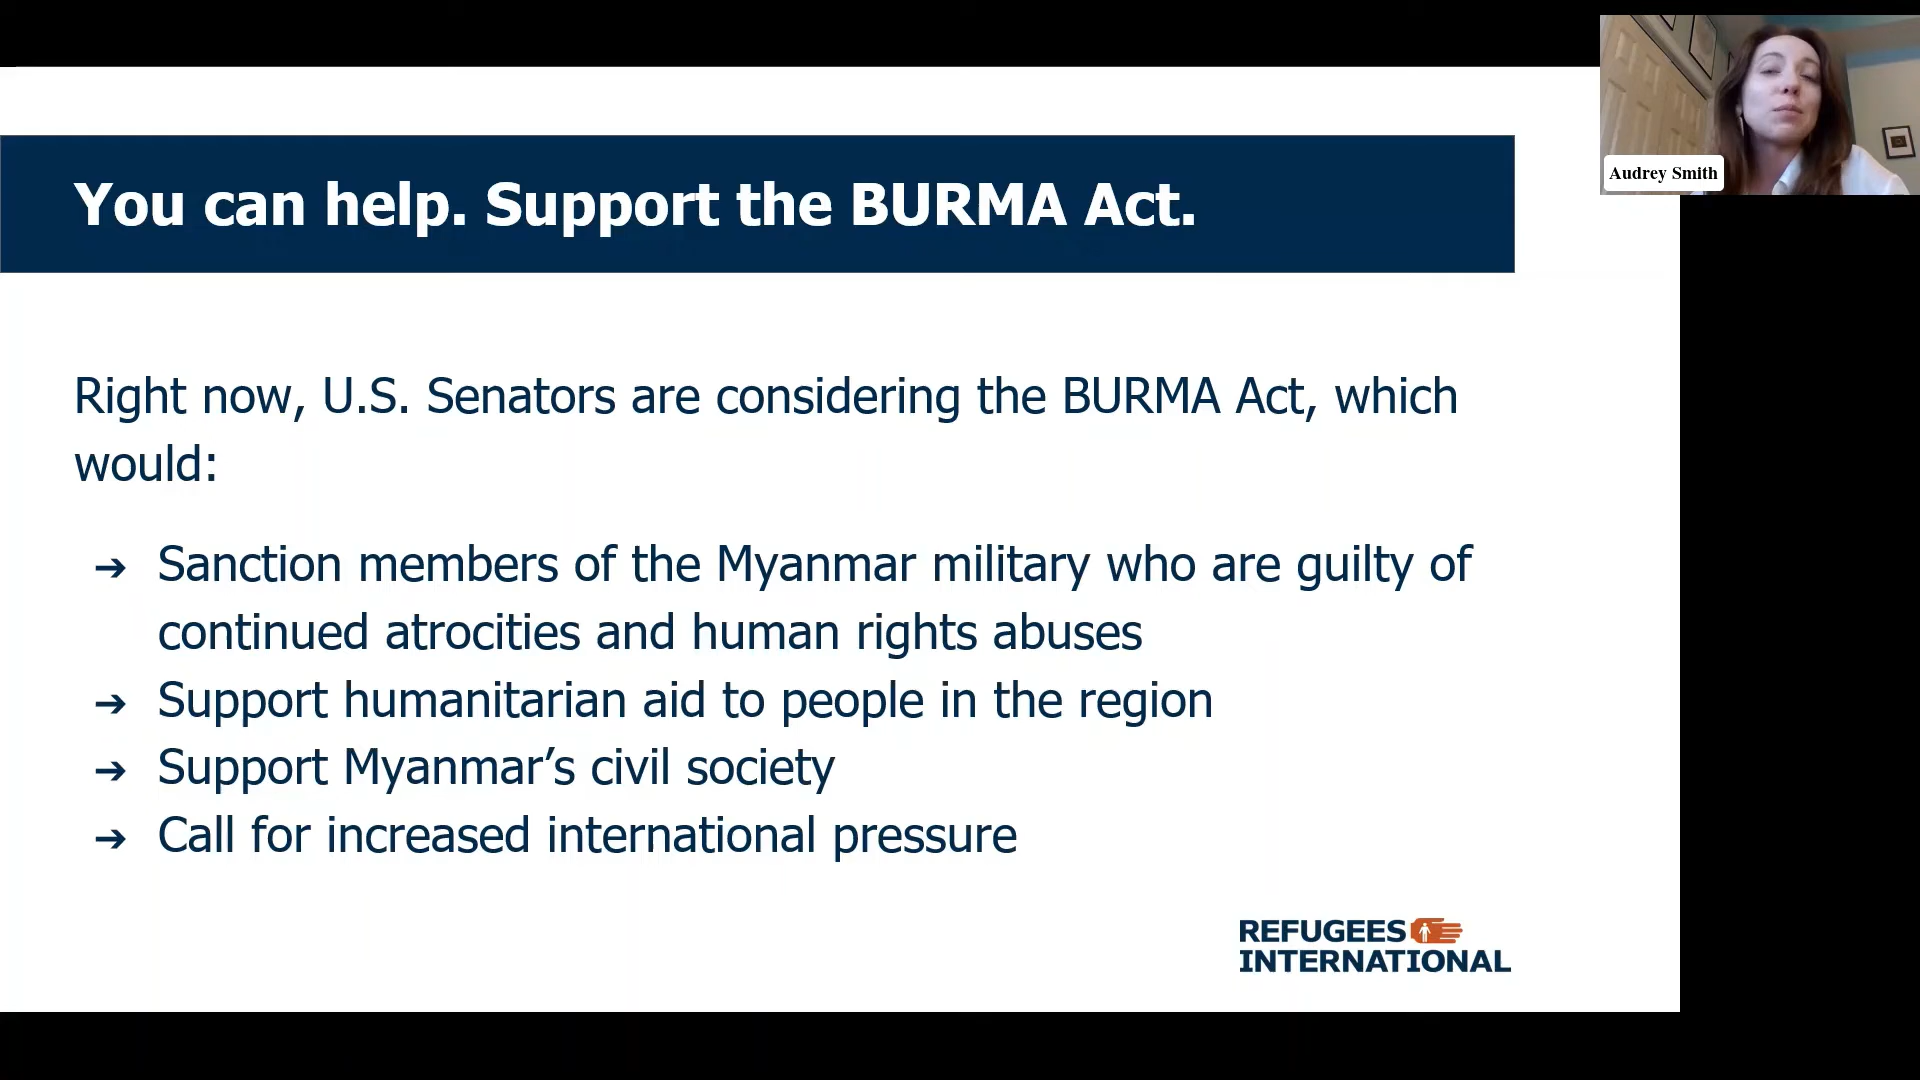 Audrey Smith
You can help. Support the BURMA Act.
Right now, U.S. Senators are considering the BURMA Act, which
would:
➔ Sanction members of the Myanmar military who are guilty of
continued atrocities and human rights abuses
➔ Support humanitarian aid to people in the region
➔ Support Myanmar’s civil society
➔ Call for increased international pressure
REFUGEES
INTERNATIONAL